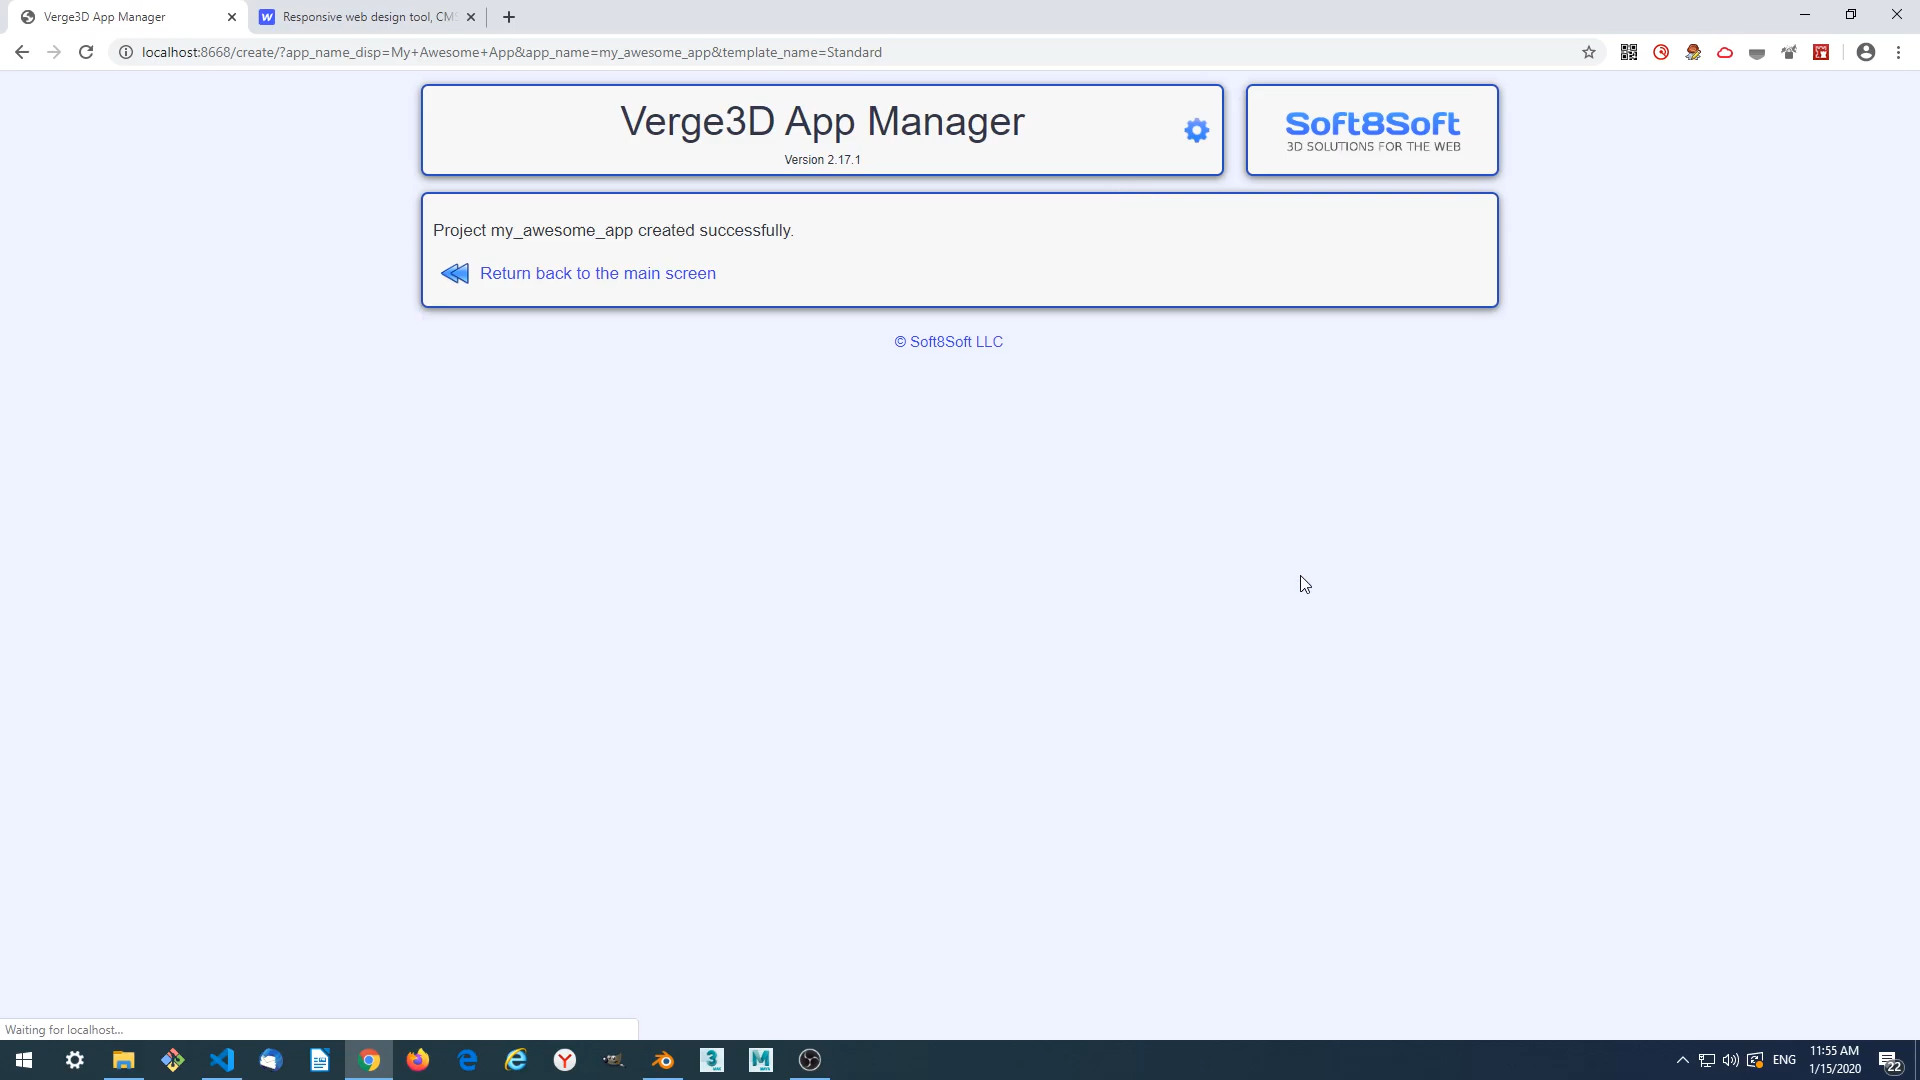 Verge3D App Manager
Responsive web design tool, CMS
localhost:8668/create/?app_name_disp=My+Awesome+App&app_name=my_awesome_app&template_name=Standard
Verge3D App Manager
Version 2.17.1
Soft8Soft
3D SOLUTIONS FOR THE WEB
Project my_awesome_app created successfully.
Return back to the main screen
© Soft8Soft LLC
Waiting for localhost...
ENG
11:55 AM
1/15/2020
22